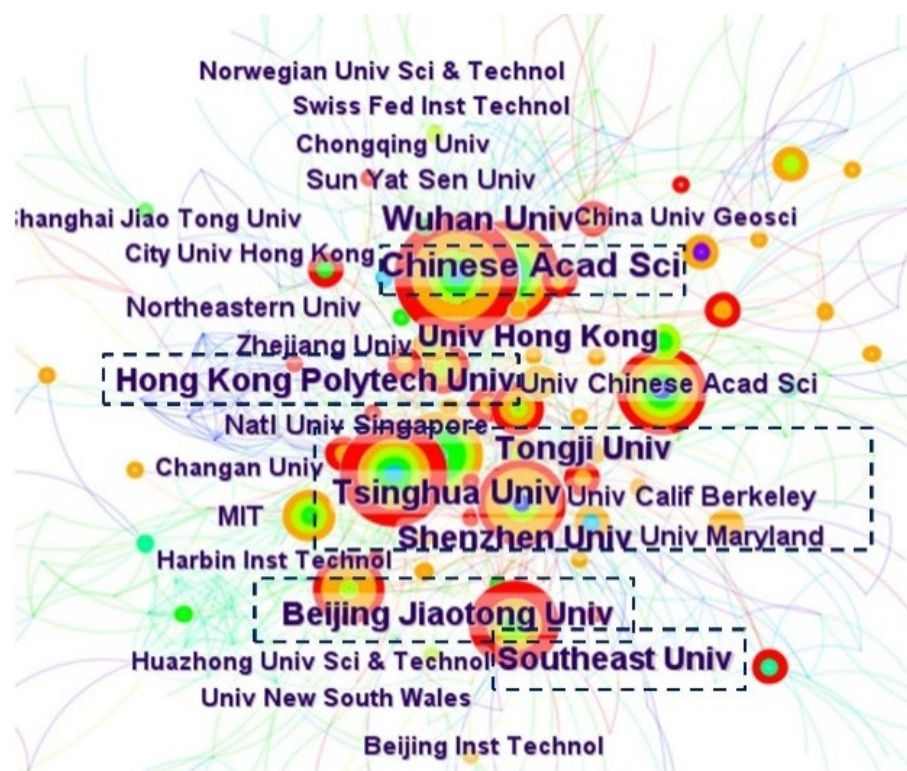 Norwegian Univ Sci & Technol
Swiss Fed Inst Technol
Chongqing Univ
Sun Yat Sen Univ
hanghai Jiao Tong Univ
Wuhan Univ
China Univ Geosci
City Univ Hong Kong
Chinese Acad Sci
Northeastern Univ
Zhejiang Univ
Univ Hong Kong
Hong Kong Polytech Univ
Univ Chinese Acad Sci
Natl Univ Singapore
Tongji Univ
Changan Univ
Tsinghua Univ
Univ Calif Berkeley
MIT
Shenzhen Univ
Univ Maryland
Harbin Inst Technol
Beijing Jiaotong Univ
Huazhong Univ Sci & Technol
Southeast Univ
Univ New South Wales
Beijing Inst Technol